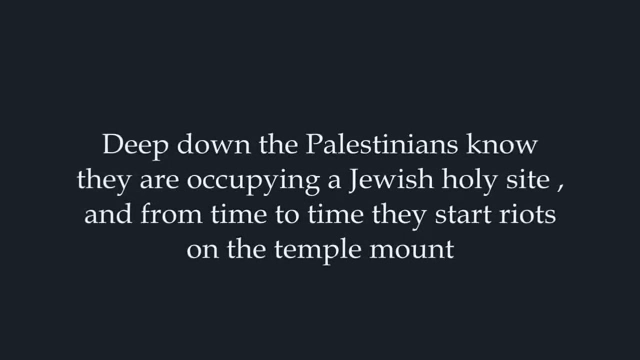 Deep down the Palestinians know
they are occupying a Jewish holy site ,
and from time to time they start riots
on the temple mount